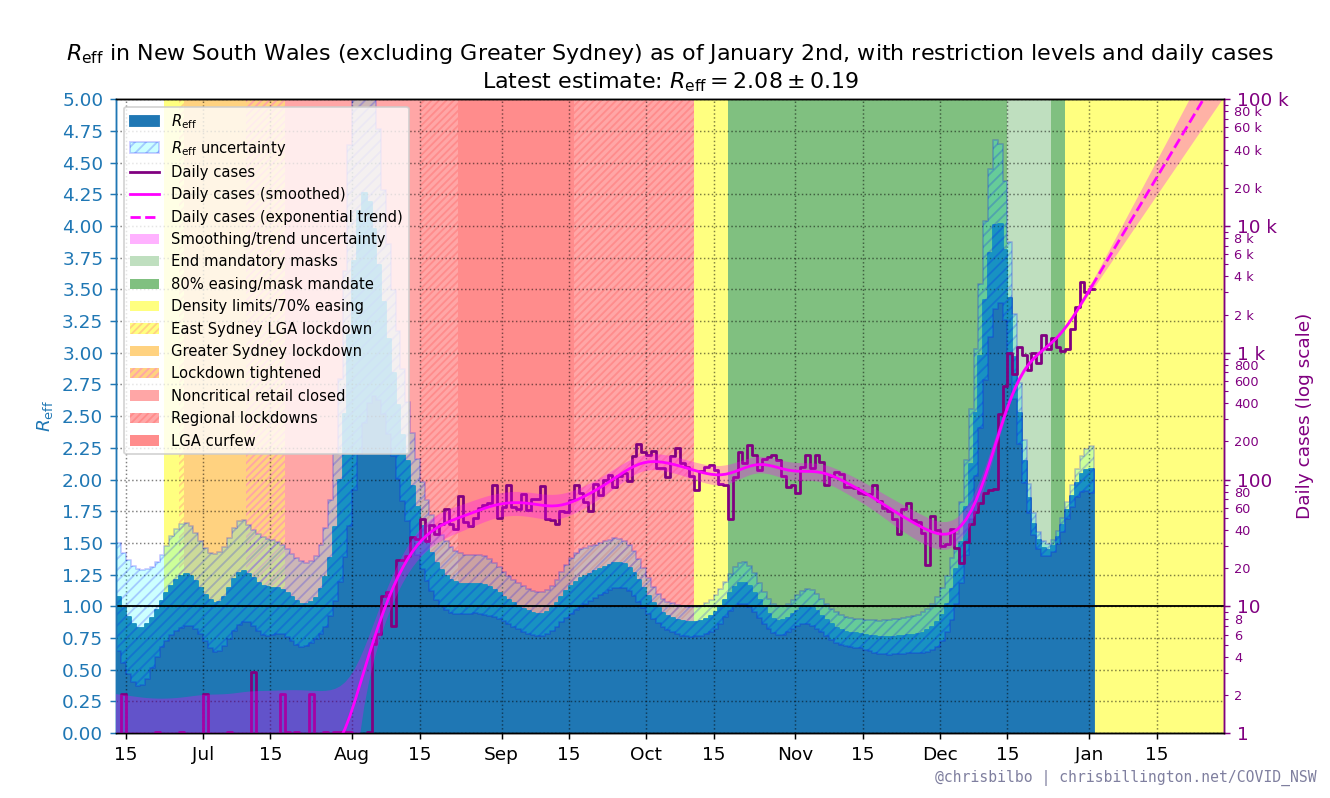 Reff in New South Wales (excluding Greater Sydney) as of January 2nd, with restriction levels and daily cases
Latest estimate: Reff = 2.08 ± 0.19
Reff
Reff uncertainty
Daily cases
Daily cases (smoothed)
Daily cases (exponential trend)
Smoothing/trend uncertainty
End mandatory masks
80% easing/mask mandate
Density limits/70% easing
East Sydney LGA lockdown
Greater Sydney lockdown
Lockdown tightened
Noncritical retail closed
Regional lockdowns
LGA curfew
Reff
5.00
4.75
4.50
4.25
4.00
3.75
3.50
3.25
3.00
2.75
2.50
2.25
2.00
1.75
1.50
1.25
1.00
0.75
0.50
0.25
0.00
100 k
80 k
60 k
40 k
20 k
10 k
8 k
6 k
4 k
2 k
1 k
800
600
400
200
100
80
60
40
20
10
8
6
4
2
1
Daily cases (log scale)
15 Jul 15 Aug 15 Sep 15 Oct 15 Nov 15 Dec 15 Jan 15
@chrisbilbo | chrisbillington.net/COVID_NSW